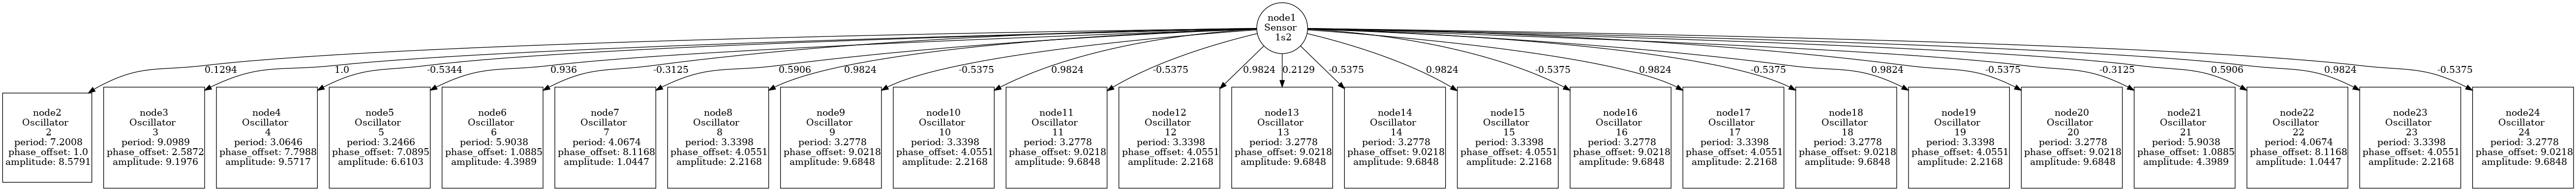 node1
Sensor
1s2
0.1294
1.0
-0.5344
0.936
-0.3125
0.5906
0.9824
-0.5375
0.9824
-0.5375
0.9824
0.2129
-0.5375
0.9824
-0.5375
0.9824
-0.5375
0.9824
-0.5375
-0.3125
0.5906
0.9824
-0.5375
node2
Oscillator
2
period: 7.2008
phase_offset: 1.0
amplitude: 8.5791
node3
Oscillator
3
period: 9.0989
phase_offset: 2.5872
amplitude: 9.1976
node4
Oscillator
4
period: 3.0646
phase_offset: 7.7988
amplitude: 9.5717
node5
Oscillator
5
period: 3.2466
phase_offset: 7.0895
amplitude: 6.6103
node6
Oscillator
6
period: 5.9038
phase_offset: 1.0885
amplitude: 4.3989
node7
Oscillator
7
period: 4.0674
phase_offset: 8.1168
amplitude: 1.0447
node8
Oscillator
8
period: 3.3398
phase_offset: 4.0551
amplitude: 2.2168
node9
Oscillator
9
period: 3.2778
phase_offset: 9.0218
amplitude: 9.6848
node10
Oscillator
10
period: 3.3398
phase_offset: 4.0551
amplitude: 2.2168
node11
Oscillator
11
period: 3.2778
phase_offset: 9.0218
amplitude: 9.6848
node12
Oscillator
12
period: 3.3398
phase_offset: 4.0551
amplitude: 2.2168
node13
Oscillator
13
period: 3.2778
phase_offset: 9.0218
amplitude: 9.6848
node14
Oscillator
14
period: 3.2778
phase_offset: 9.0218
amplitude: 9.6848
node15
Oscillator
15
period: 3.3398
phase_offset: 4.0551
amplitude: 2.2168
node16
Oscillator
16
period: 3.2778
phase_offset: 9.0218
amplitude: 9.6848
node17
Oscillator
17
period: 3.3398
phase_offset: 4.0551
amplitude: 2.2168
node18
Oscillator
18
period: 3.2778
phase_offset: 9.0218
amplitude: 9.6848
node19
Oscillator
19
period: 3.3398
phase_offset: 4.0551
amplitude: 2.2168
node20
Oscillator
20
period: 3.2778
phase_offset: 9.0218
amplitude: 9.6848
node21
Oscillator
21
period: 5.9038
phase_offset: 1.0885
amplitude: 4.3989
node22
Oscillator
22
period: 4.0674
phase_offset: 8.1168
amplitude: 1.0447
node23
Oscillator
23
period: 3.3398
phase_offset: 4.0551
amplitude: 2.2168
node24
Oscillator
24
period: 3.2778
phase_offset: 9.0218
amplitude: 9.6848